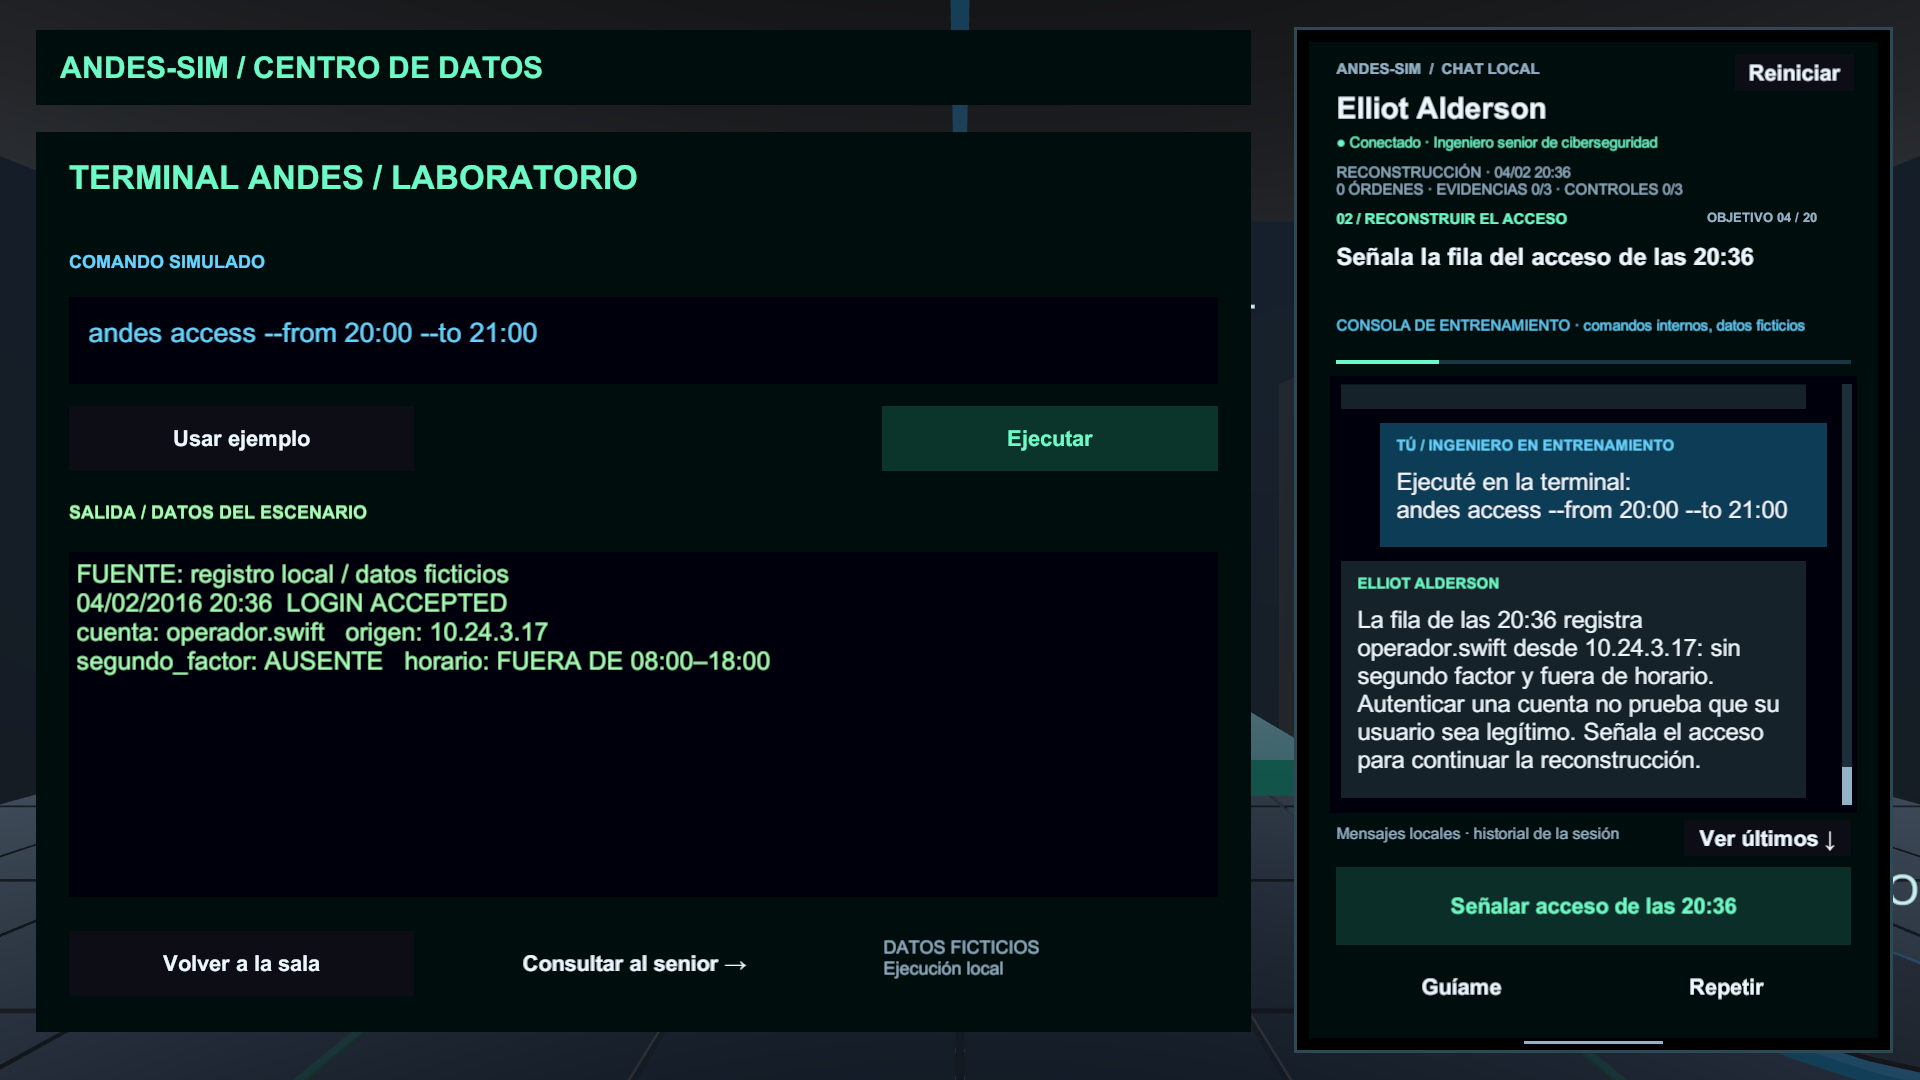 ANDES-SIM / CENTRO DE DATOS
TERMINAL ANDES / LABORATORIO
COMANDO SIMULADO
andes access --from 20:00 --to 21:00
Usar ejemplo
Ejecutar
SALIDA / DATOS DEL ESCENARIO
FUENTE: registro local / datos ficticios
04/02/2016 20:36  LOGIN ACCEPTED
cuenta: operador.swift   origen: 10.24.3.17
segundo_factor: AUSENTE   horario: FUERA DE 08:00–18:00
Volver a la sala
Consultar al senior →
DATOS FICTICIOS
Ejecución local
ANDES-SIM / CHAT LOCAL
Reiniciar
Elliot Alderson
● Conectado · Ingeniero senior de ciberseguridad
RECONSTRUCCIÓN · 04/02 20:36
0 ÓRDENES · EVIDENCIAS 0/3 · CONTROLES 0/3
02 / RECONSTRUIR EL ACCESO
OBJETIVO 04 / 20
Señala la fila del acceso de las 20:36
CONSOLA DE ENTRENAMIENTO · comandos internos, datos ficticios
TÚ / INGENIERO EN ENTRENAMIENTO
Ejecuté en la terminal:
andes access --from 20:00 --to 21:00
ELLIOT ALDERSON
La fila de las 20:36 registra
operador.swift desde 10.24.3.17: sin
segundo factor y fuera de horario.
Autenticar una cuenta no prueba que su
usuario sea legítimo. Señala el acceso
para continuar la reconstrucción.
Mensajes locales · historial de la sesión
Ver últimos ↓
Señalar acceso de las 20:36
Guíame
Repetir